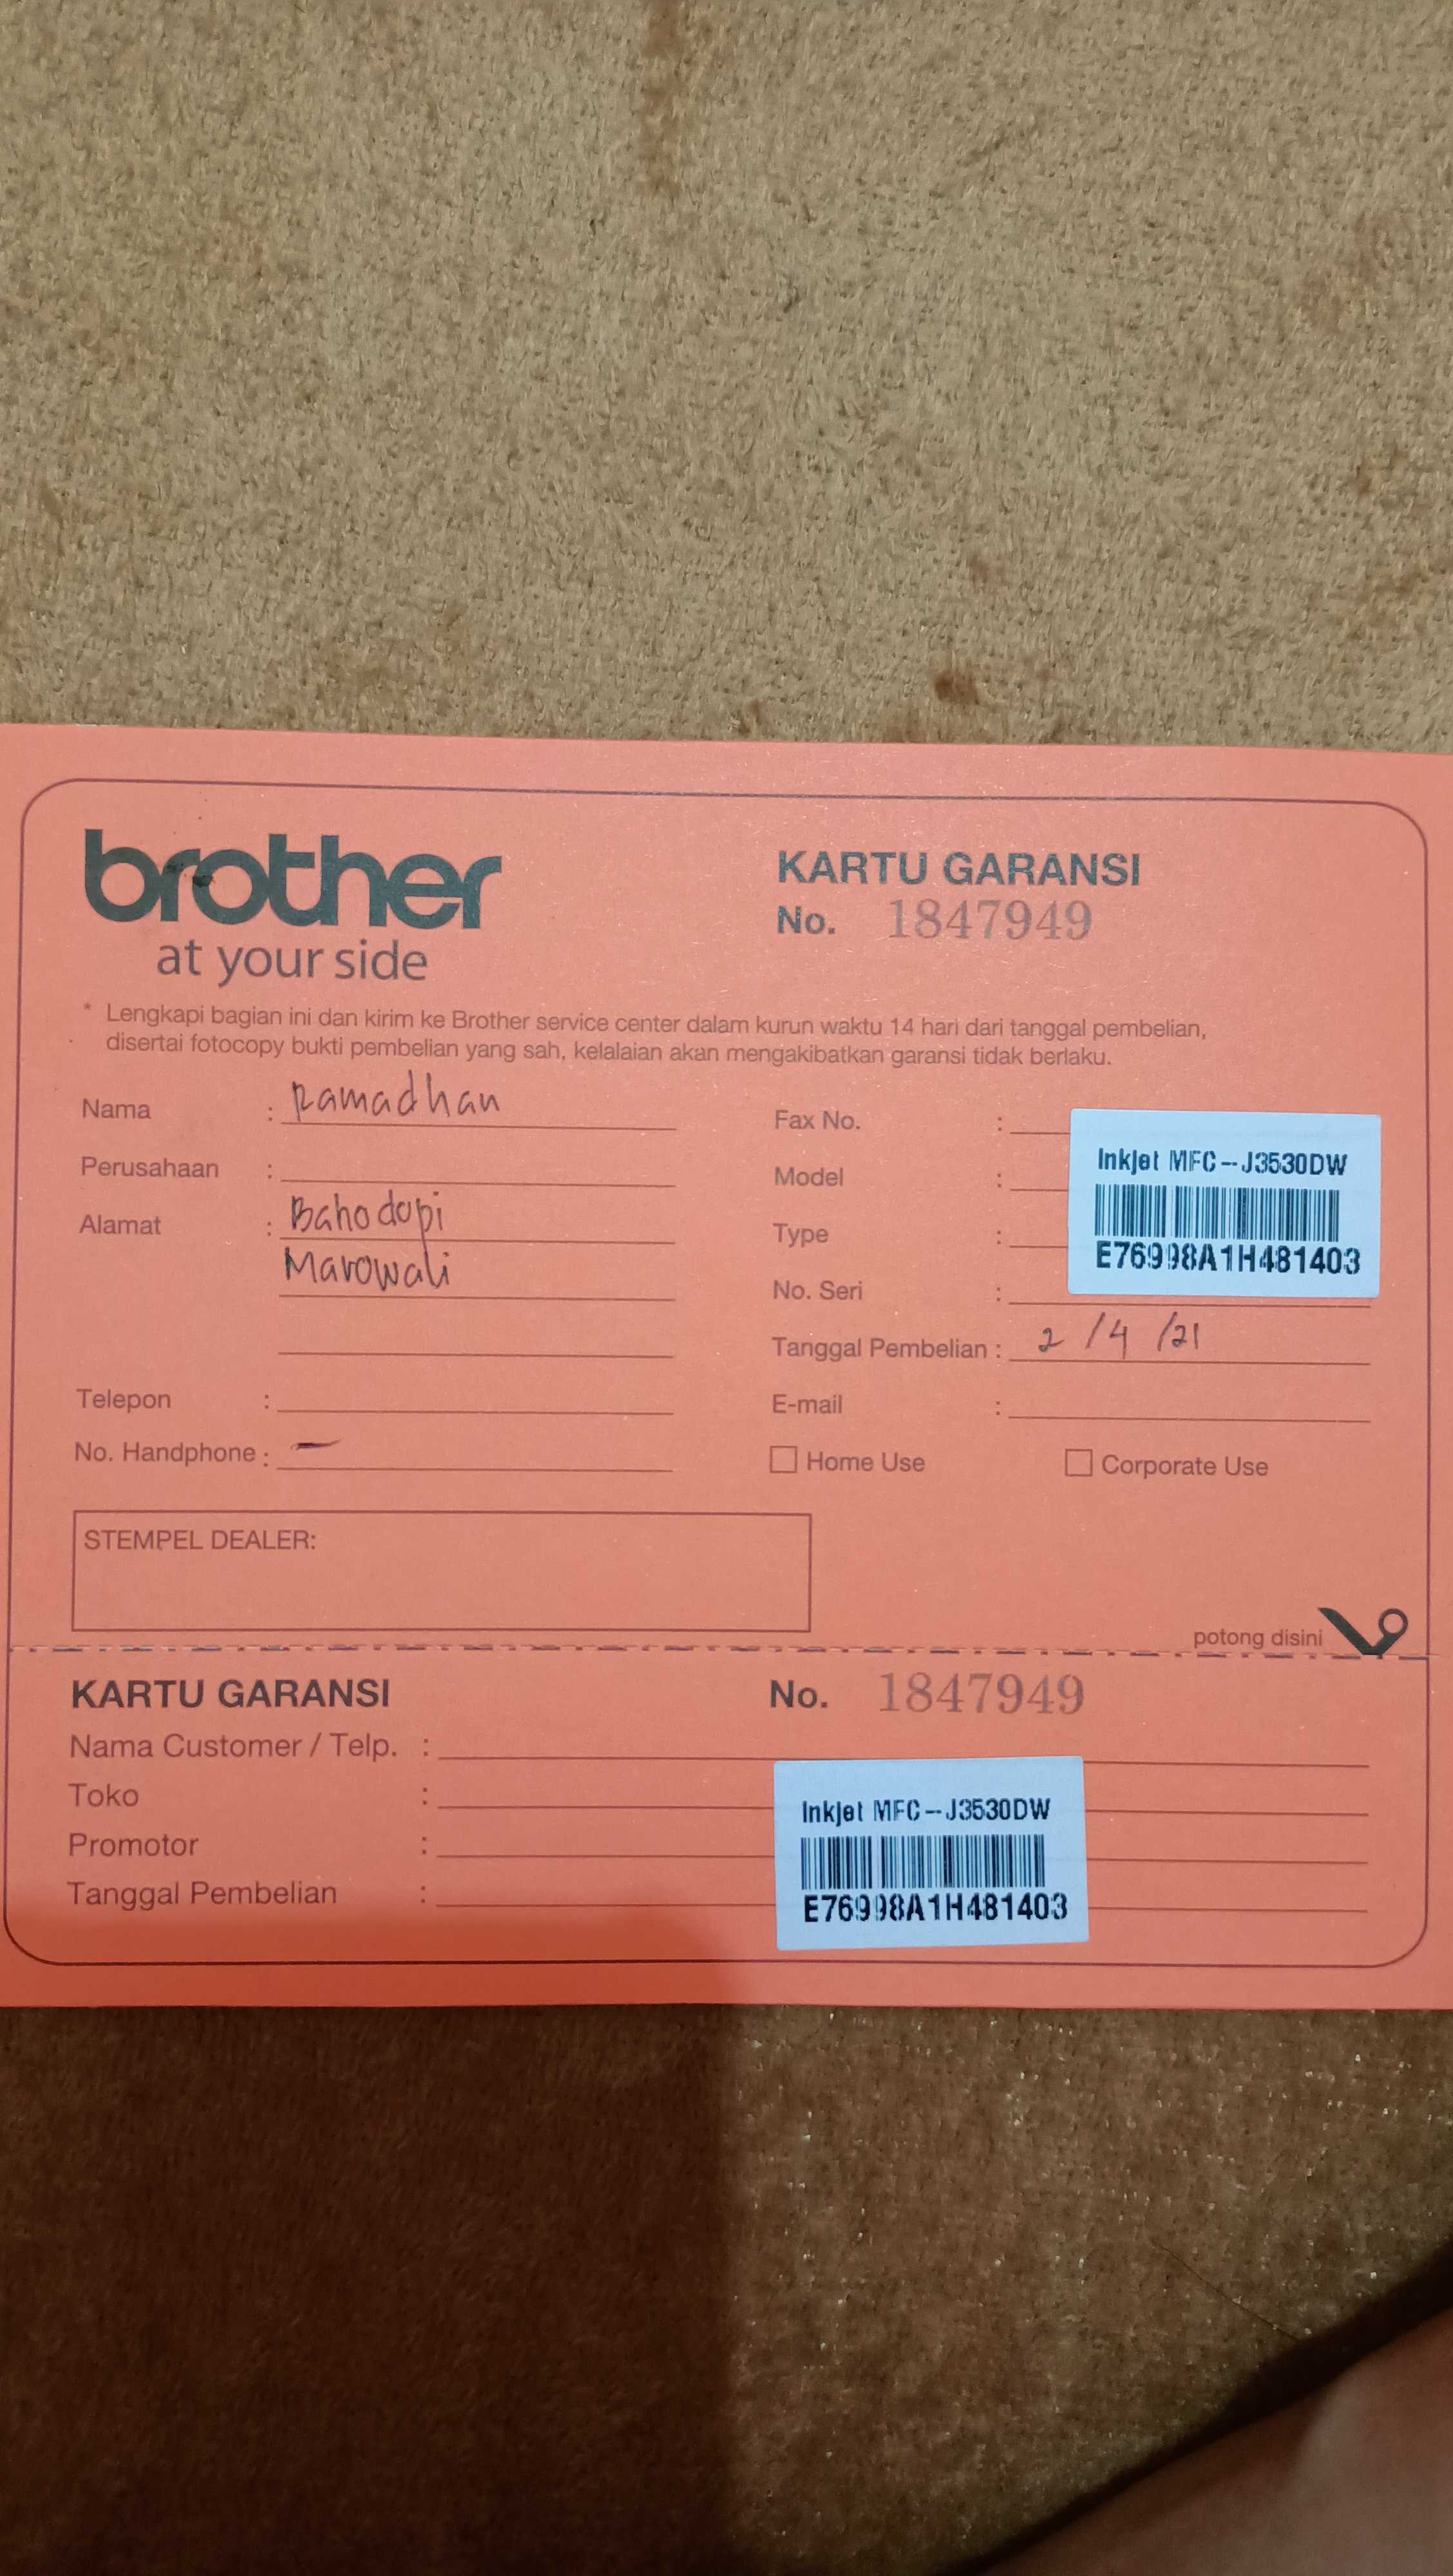 brother
at your side
KARTU GARANSI
No. 1847949
* Lengkapi bagian ini dan kirim ke Brother service center dalam kurun waktu 14 hari dari tanggal pembelian,
disertai fotocopy bukti pembelian yang sah, kelalaian akan mengakibatkan garansi tidak berlaku.
Nama : Ramadhan
Perusahaan :
Alamat : Bahodopi
Marowali
Telepon :
No. Handphone : –
Fax No. :
Model :
Type :
No. Seri :
Inkjet MFC-J3530DW
E76998A1H481403
Tanggal Pembelian : 2 /4 /21
E-mail :
Home Use Corporate Use
STEMPEL DEALER:
potong disini
KARTU GARANSI No. 1847949
Nama Customer / Telp. :
Toko :
Promotor :
Tanggal Pembelian :
Inkjet MFC-J3530DW
E76998A1H481403